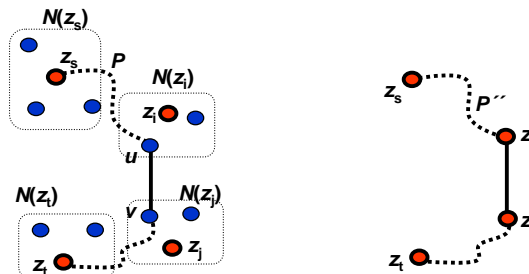 N(z_s)
z_s
P
N(z_i)
z_i
u
N(z_t)
N(z_j)
v
z_j
z_t
z_s
P´´
z
z
z_t